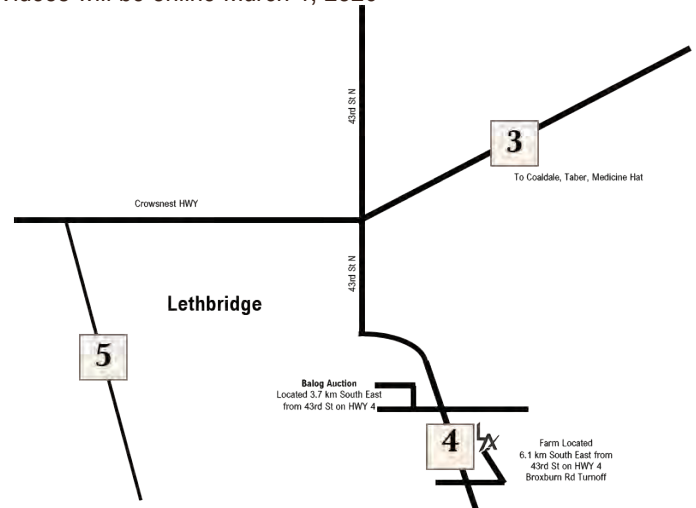 43rd St N
3
To Coaldale, Taber, Medicine Hat
Crowsnest HWY
43rd St N
Lethbridge
5
Balog Auction
Located 3.7 km South East
from 43rd St on HWY 4
4
Farm Located
6.1 km South East from
43rd St on HWY 4
Broxburn Rd Turnoff